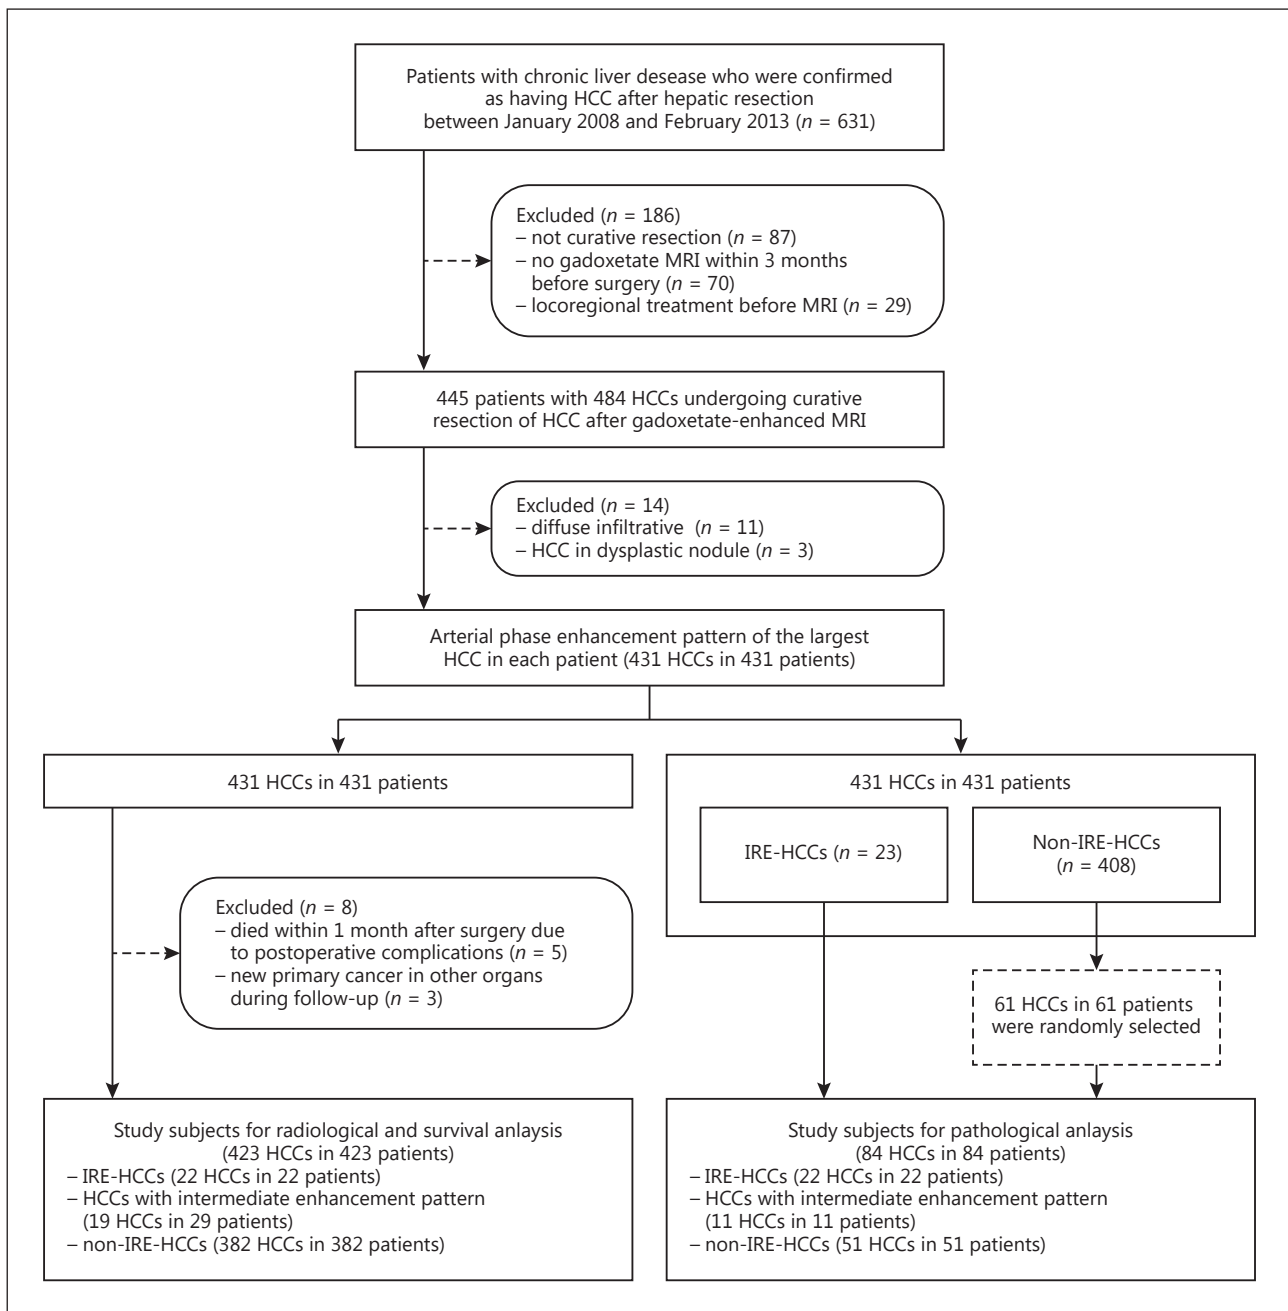 Patients with chronic liver desease who were confirmed
as having HCC after hepatic resection
between January 2008 and February 2013 (n = 631)
Excluded (n = 186)
– not curative resection (n = 87)
– no gadoxetate MRI within 3 months
before surgery (n = 70)
– locoregional treatment before MRI (n = 29)
445 patients with 484 HCCs undergoing curative
resection of HCC after gadoxetate-enhanced MRI
Excluded (n = 14)
– diffuse infiltrative (n = 11)
– HCC in dysplastic nodule (n = 3)
Arterial phase enhancement pattern of the largest
HCC in each patient (431 HCCs in 431 patients)
431 HCCs in 431 patients
Excluded (n = 8)
– died within 1 month after surgery due
to postoperative complications (n = 5)
– new primary cancer in other organs
during follow-up (n = 3)
Study subjects for radiological and survival anlaysis
(423 HCCs in 423 patients)
– IRE-HCCs (22 HCCs in 22 patients)
– HCCs with intermediate enhancement pattern
(19 HCCs in 29 patients)
– non-IRE-HCCs (382 HCCs in 382 patients)
431 HCCs in 431 patients
IRE-HCCs (n = 23)
Non-IRE-HCCs
(n = 408)
61 HCCs in 61 patients
were randomly selected
Study subjects for pathological anlaysis
(84 HCCs in 84 patients)
– IRE-HCCs (22 HCCs in 22 patients)
– HCCs with intermediate enhancement pattern
(11 HCCs in 11 patients)
– non-IRE-HCCs (51 HCCs in 51 patients)